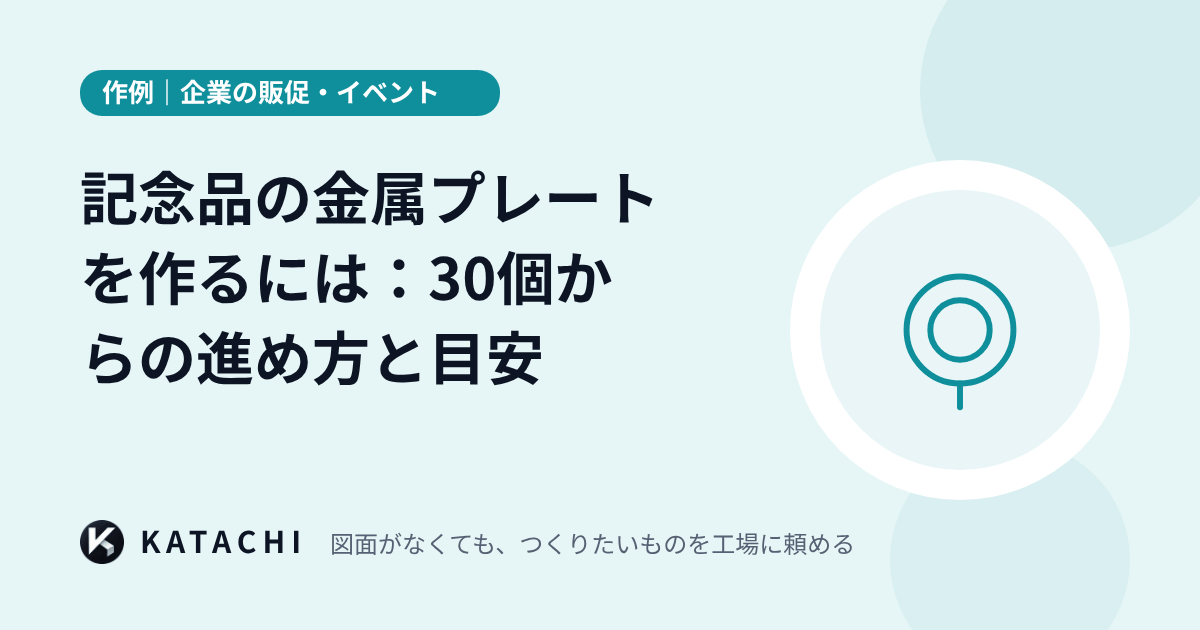 作例｜企業の販促・イベント
記念品の金属プレート
を作るには：30個か
らの進め方と目安
KATACHI 図面がなくても、つくりたいものを工場に頼める